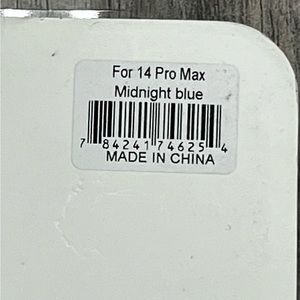 For 14 Pro Max
Midnight blue
7 84241 74625 4
MADE IN CHINA